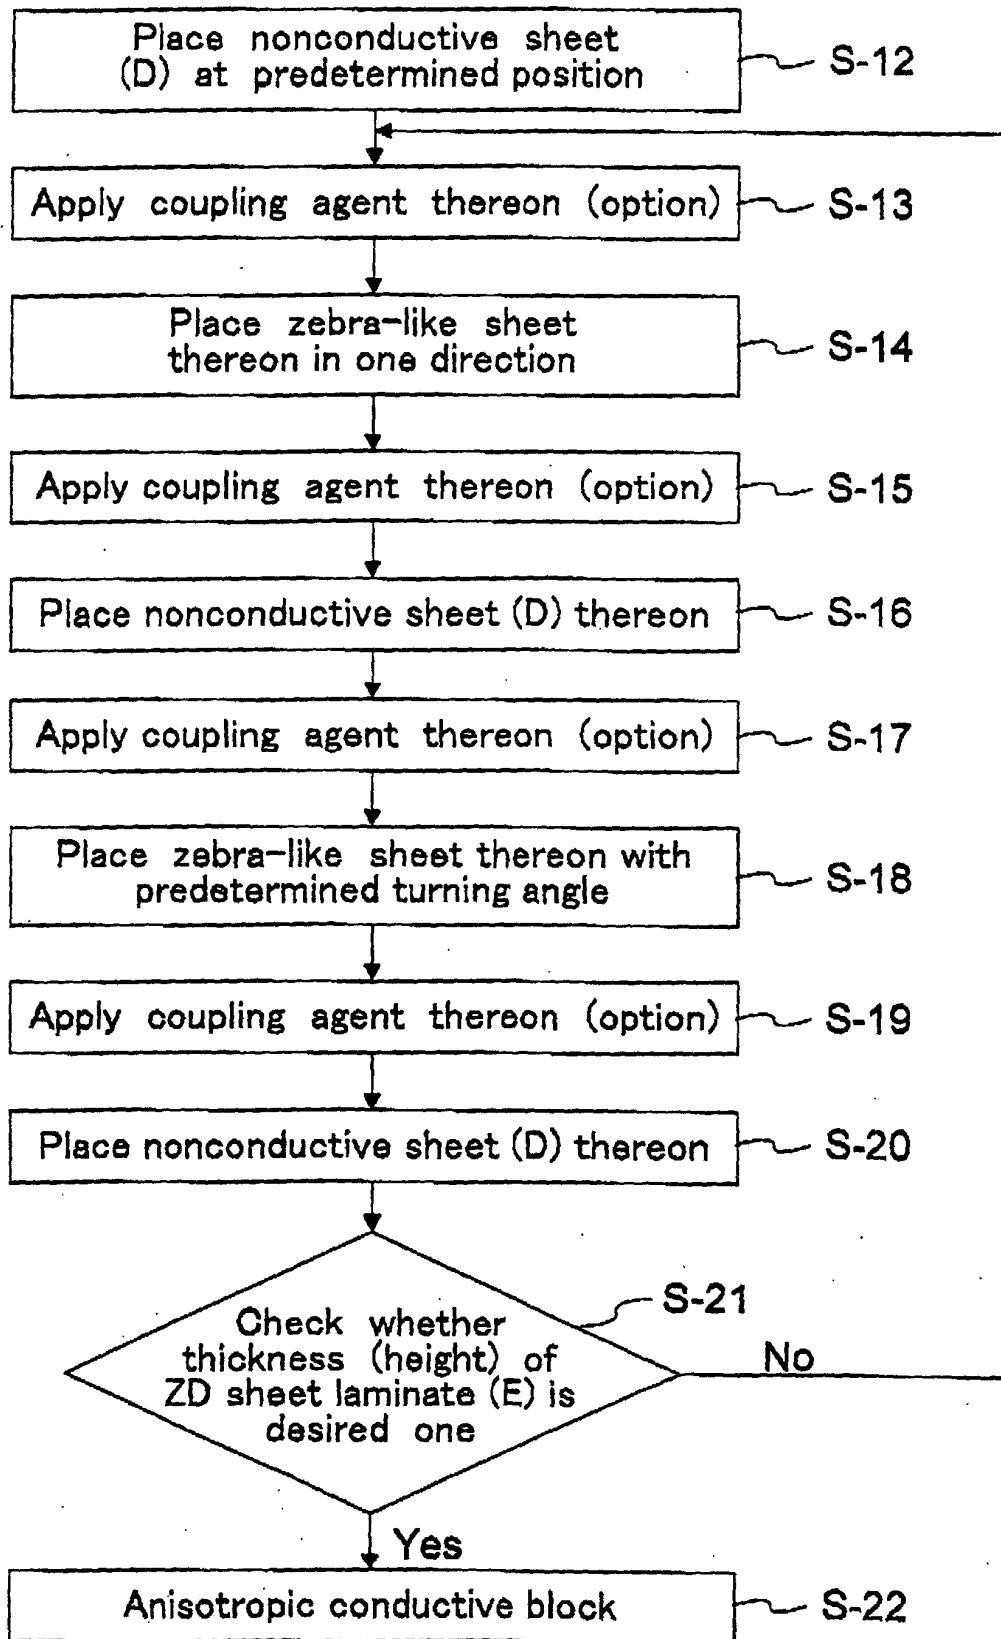 Place nonconductive sheet
(D) at predetermined position
S-12
Apply coupling agent thereon (option)
S-13
Place zebra-like sheet
thereon in one direction
S-14
Apply coupling agent thereon (option)
S-15
Place nonconductive sheet (D) thereon
S-16
Apply coupling agent thereon (option)
S-17
Place zebra-like sheet thereon with
predetermined turning angle
S-18
Apply coupling agent thereon (option)
S-19
Place nonconductive sheet (D) thereon
S-20
S-21
Check whether
thickness (height) of
ZD sheet laminate (E) is
desired one
No
Yes
Anisotropic conductive block
S-22